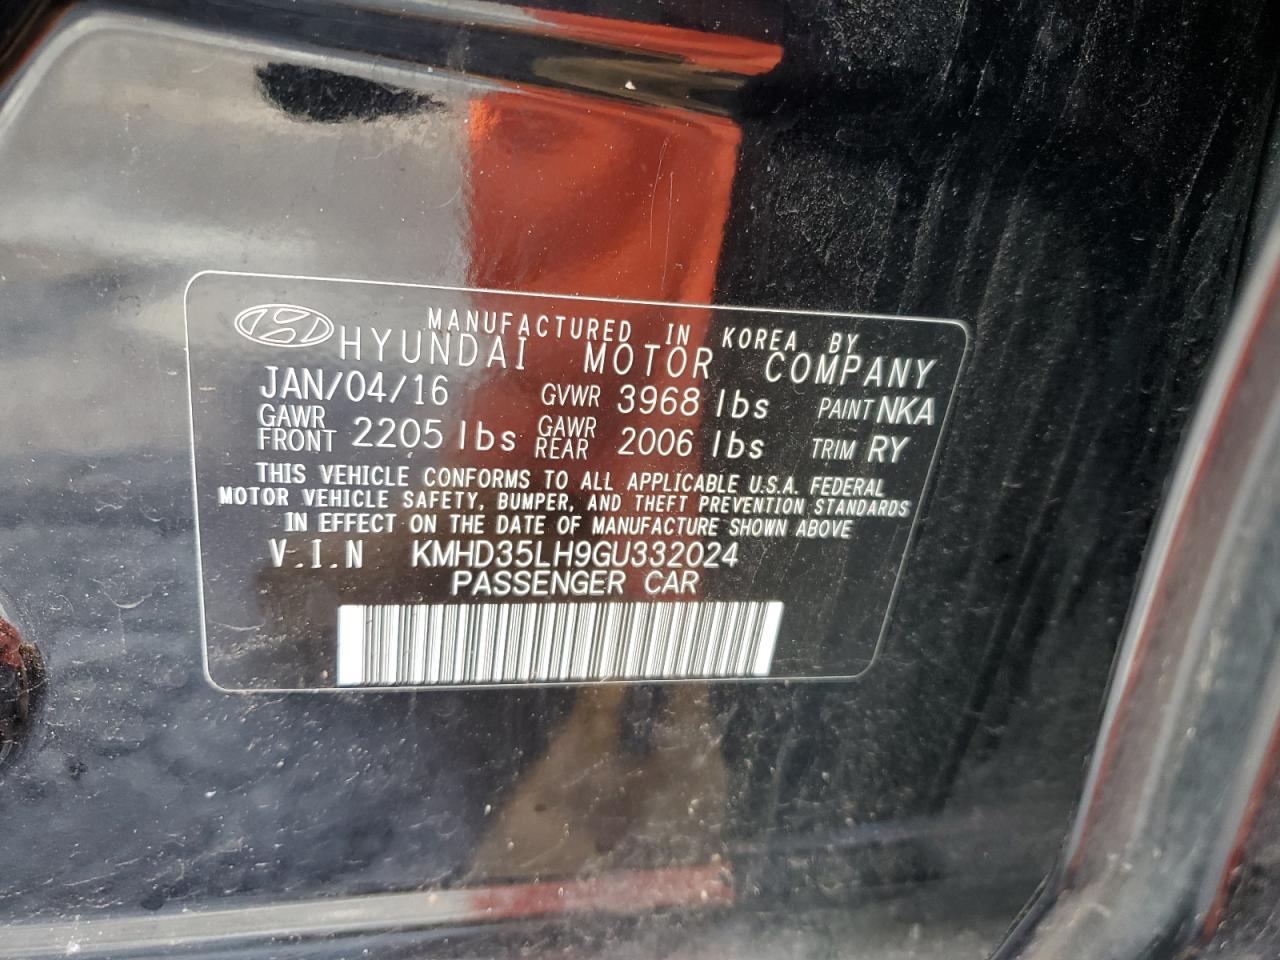 MANUFACTURED IN KOREA BY
HYUNDAI MOTOR COMPANY
JAN/04/16 GVWR 3968 lbs PAINT NKA
GAWR FRONT 2205 lbs GAWR REAR 2006 lbs TRIM RY
THIS VEHICLE CONFORMS TO ALL APPLICABLE U.S.A. FEDERAL
MOTOR VEHICLE SAFETY, BUMPER, AND THEFT PREVENTION STANDARDS
IN EFFECT ON THE DATE OF MANUFACTURE SHOWN ABOVE
V.I.N KMHD35LH9GU332024
PASSENGER CAR